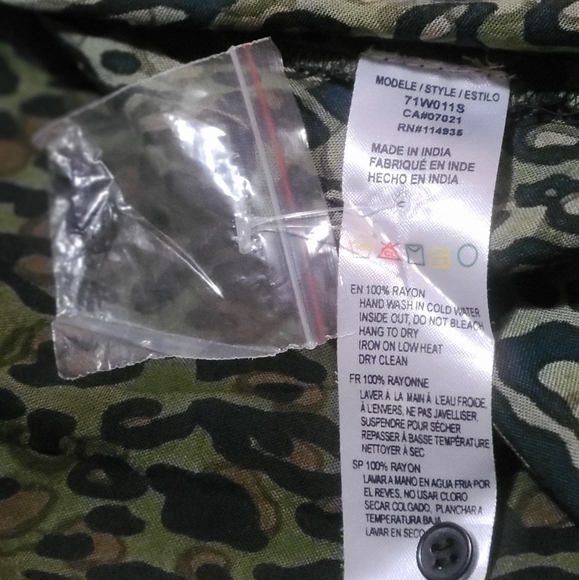 MODELE / STYLE / ESTILO
71W011S
CA#07021
RN#114935
MADE IN INDIA
FABRIQUÉ EN INDE
HECHO EN INDIA
EN 100% RAYON
HAND WASH IN COLD WATER
INSIDE OUT, DO NOT BLEACH
HANG TO DRY
IRON ON LOW HEAT
DRY CLEAN
FR 100% RAYONNE
LAVER À LA MAIN À L'EAU FROIDE,
À L'ENVERS, NE PAS JAVELLISER
SUSPENDRE POUR SÉCHER
REPASSER À BASSE TEMPÉRATURE
NETTOYER À SEC
SP 100% RAYON
LAVAR A MANO EN AGUA FRIA POR
EL REVES, NO USAR CLORO
SECAR COLGADO, PLANCHAR A
TEMPERATURA BAJA
LAVAR EN SECO